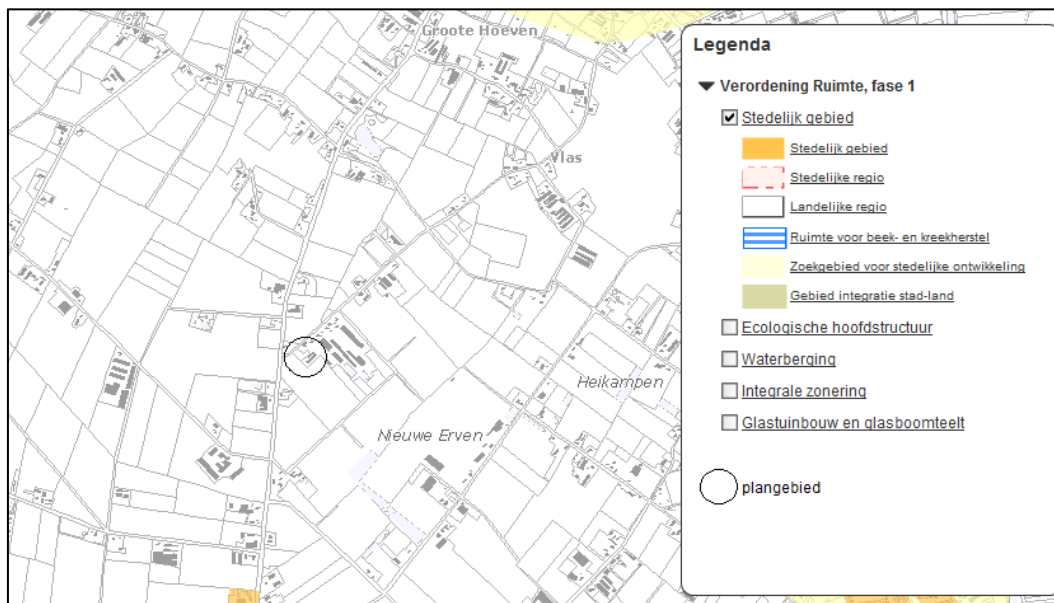 Groote Hoeven
Vlas
Heikampen
Nieuwe Erven
Legenda
Verordening Ruimte, fase 1
Stedelijk gebied
Stedelijk gebied
Stedelijke regio
Landelijke regio
Ruimte voor beek- en kreekherstel
Zoekgebied voor stedelijke ontwikkeling
Gebied integratie stad-land
Ecologische hoofdstructuur
Waterberging
Integrale zonering
Glastuinbouw en glasboomteelt
plangebied